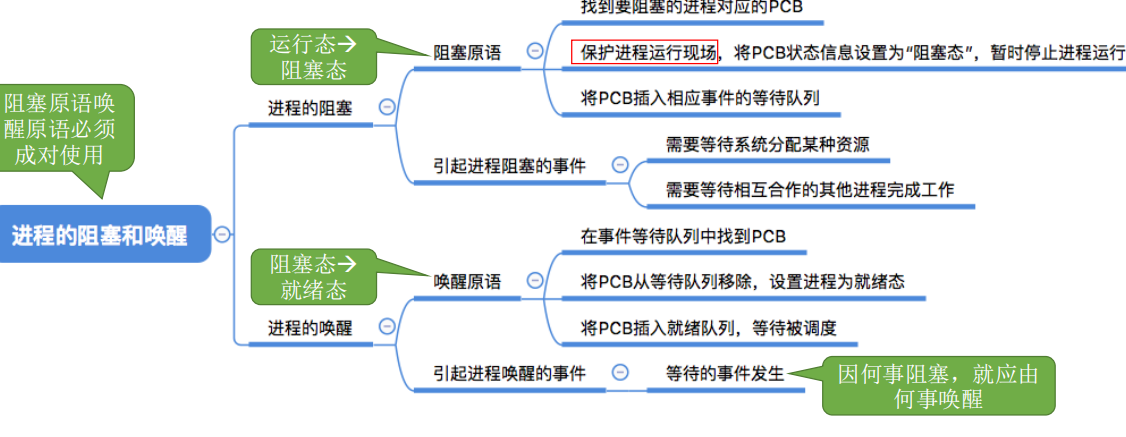 找到要阻塞的进程对应的PCB
运行态→
阻塞态
阻塞原语
保护进程运行现场，将PCB状态信息设置为“阻塞态”，暂时停止进程运行
阻塞原语唤
醒原语必须
成对使用
进程的阻塞
将PCB插入相应事件的等待队列
引起进程阻塞的事件
需要等待系统分配某种资源
需要等待相互合作的其他进程完成工作
进程的阻塞和唤醒
阻塞态→
就绪态
唤醒原语
在事件等待队列中找到PCB
将PCB从等待队列移除，设置进程为就绪态
将PCB插入就绪队列，等待被调度
进程的唤醒
引起进程唤醒的事件
等待的事件发生
因何事阻塞，就应由
何事唤醒